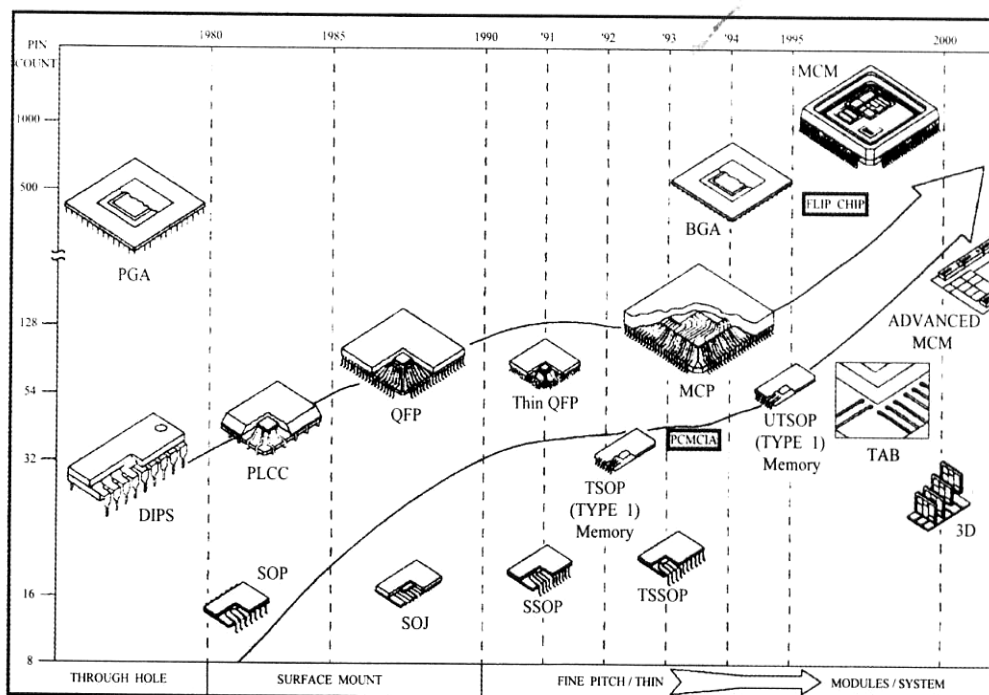 PIN
COUNT
1980 1985 1990 '91 '92 '93 '94 1995 2000
1000
500
128
54
32
16
8
MCM
PGA
BGA
FLIP CHIP
ADVANCED
MCM
QFP
Thin QFP
MCP
PLCC
DIPS
PCMCIA
UTSOP
(TYPE 1)
Memory
TAB
TSOP
(TYPE 1)
Memory
3D
SOP
SOJ
SSOP
TSSOP
THROUGH HOLE
SURFACE MOUNT
FINE PITCH / THIN
MODULES / SYSTEM